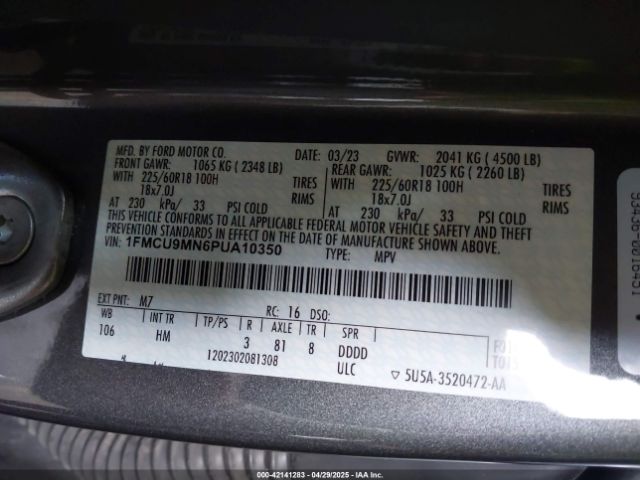 MFD. BY FORD MOTOR CO. DATE: 03/23 GVWR: 2041 KG ( 4500 LB)
FRONT GAWR: 1065 KG ( 2348 LB) REAR GAWR: 1025 KG ( 2260 LB)
WITH 225/60R18 100H TIRES WITH 225/60R18 100H TIRES
18x7.0J RIMS 18x7.0J RIMS
AT 230 kPa/ 33 PSI COLD AT 230 kPa/ 33 PSI COLD
THIS VEHICLE CONFORMS TO ALL APPLICABLE FEDERAL MOTOR VEHICLE SAFETY AND BUMPER
STANDARDS IN EFFECT ON THE DATE OF MANUFACTURE SHOWN ABOVE.
VIN: 1FMCU9MN6PUA10350 TYPE: MPV
EXT PNT: M7 RC: 16 DSO:
WB INT TR TP/PS R AXLE TR SPR
106 HM 3 81 8 DDDD
1202302081308 ULC
▽ 5U5A-3520472-AA
000-42141283 - 04/29/2025 - IAAI.COM